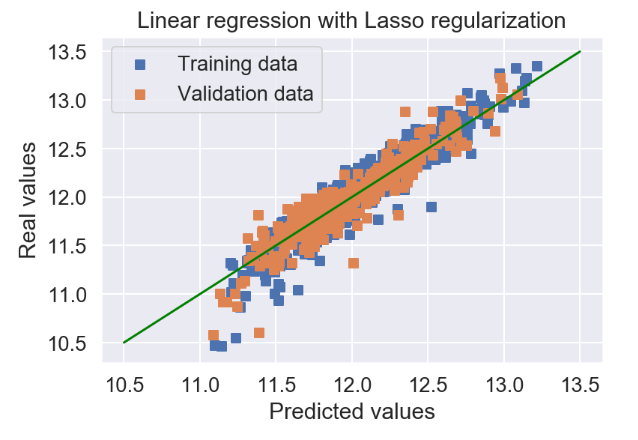 Linear regression with Lasso regularization
Training data
Validation data
13.5
13.0
12.5
12.0
11.5
11.0
10.5
Real values
10.5 11.0 11.5 12.0 12.5 13.0 13.5
Predicted values